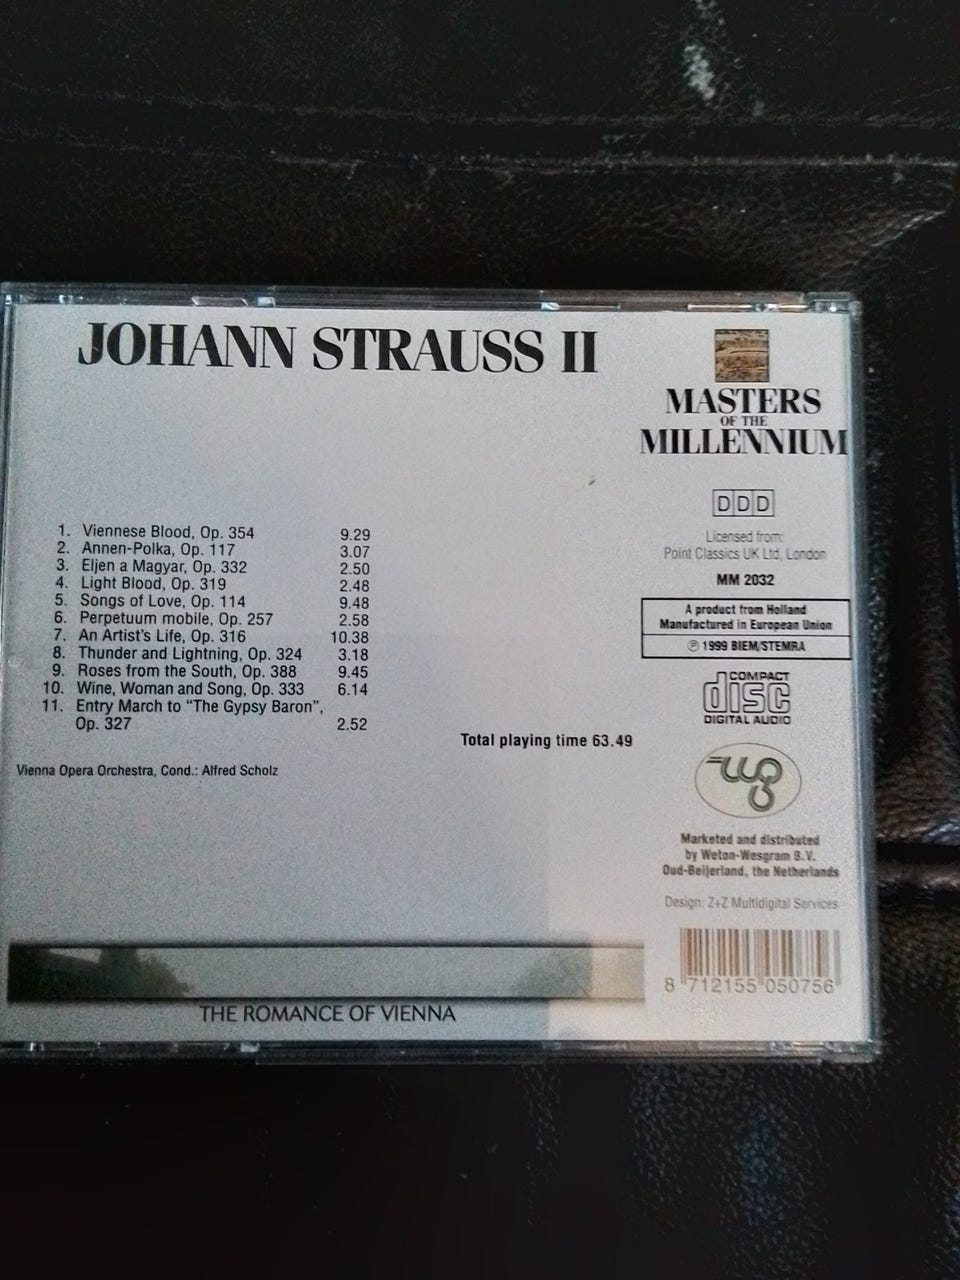 JOHANN STRAUSS II
1. Viennese Blood, Op. 354 9.29
2. Annen-Polka, Op. 117 3.07
3. Eljen a Magyar, Op. 332 2.50
4. Light Blood, Op. 319 2.48
5. Songs of Love, Op. 114 9.48
6. Perpetuum mobile, Op. 257 2.58
7. An Artist's Life, Op. 316 10.38
8. Thunder and Lightning, Op. 324 3.18
9. Roses from the South, Op. 388 9.45
10. Wine, Woman and Song, Op. 333 6.14
11. Entry March to "The Gypsy Baron",
Op. 327 2.52
Total playing time 63.49
Vienna Opera Orchestra, Cond.: Alfred Scholz
THE ROMANCE OF VIENNA
MASTERS
OF THE
MILLENNIUM
DDD
Licensed from:
Point Classics UK Ltd, London
MM 2032
A product from Holland
Manufactured in European Union
℗ 1999 BIEM/STEMRA
COMPACT
disc
DIGITAL AUDIO
Marketed and distributed
by Weton-Wesgram B.V.
Oud-Beijerland, the Netherlands
Design: Z+Z Multidigital Services
8 712155 050756